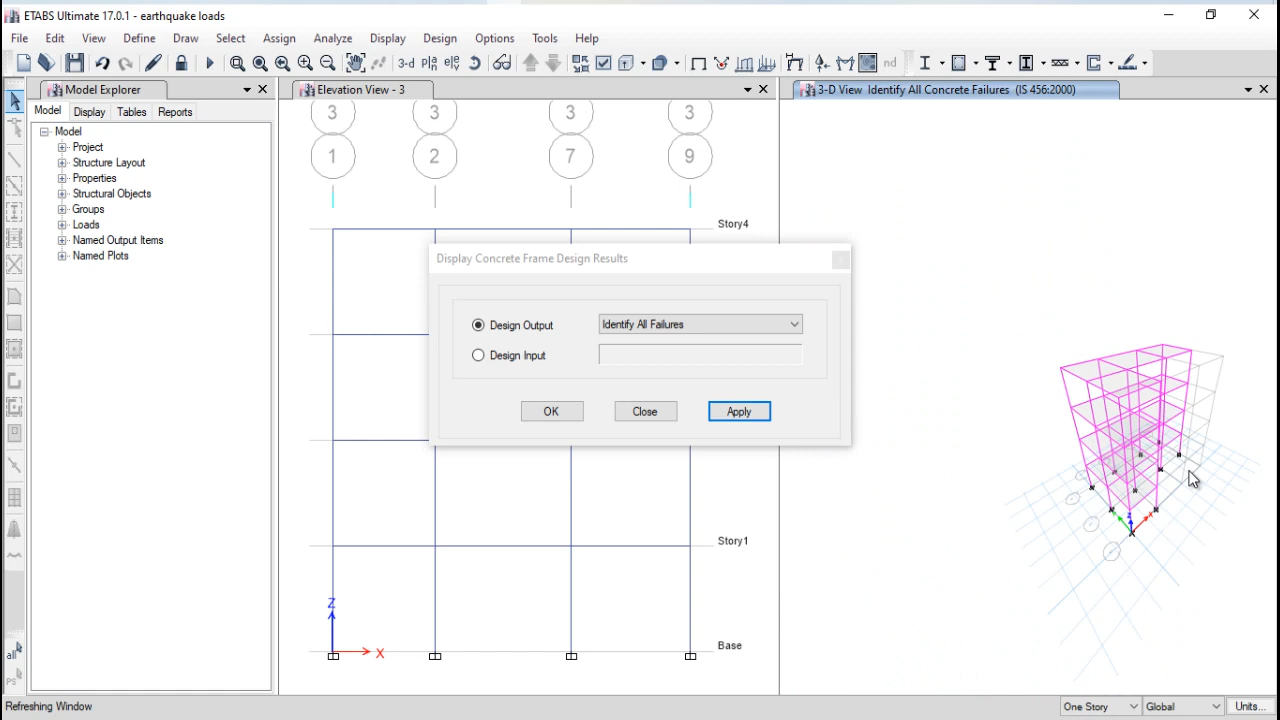 ETABS Ultimate 17.0.1 - earthquake loads
File Edit View Define Draw Select Assign Analyze Display Design Options Tools Help
3-d nd
Model Explorer
Elevation View - 3
3-D View Identify All Concrete Failures (IS 456:2000)
Model Display Tables Reports
Model
Project
Structure Layout
Properties
Structural Objects
Groups
Loads
Named Output Items
Named Plots
3 3 3 3
1 2 7 9
Story4
Display Concrete Frame Design Results
Design Output Identify All Failures
Design Input
OK Close Apply
Story1
Z
X
Base
Z
X
all
PS
Refreshing Window
One Story Global Units...